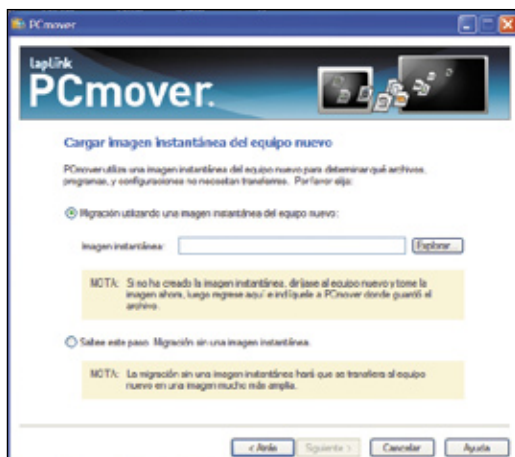 PCmover
laplink
PCmover.
Cargar imagen instantánea del equipo nuevo
PCmover utiliza una imagen instantánea del equipo nuevo para determinar qué archivos,
programas, y configuraciones no necesitan transferirse. Por favor elija:
Migración utilizando una imagen instantánea del equipo nuevo:
Imagen instantánea:
Explorar...
NOTA: Si no ha creado la imagen instantánea, diríjase al equipo nuevo y tome la
imagen ahora, luego regrese aquí e indíquele a PCmover donde guardó el
archivo.
Saltee este paso. Migración sin una imagen instantánea.
NOTA: La migración sin una imagen instantánea hará que se transfiera al equipo
nuevo en una imagen mucho más amplia.
< Atrás
Siguiente >
Cancelar
Ayuda